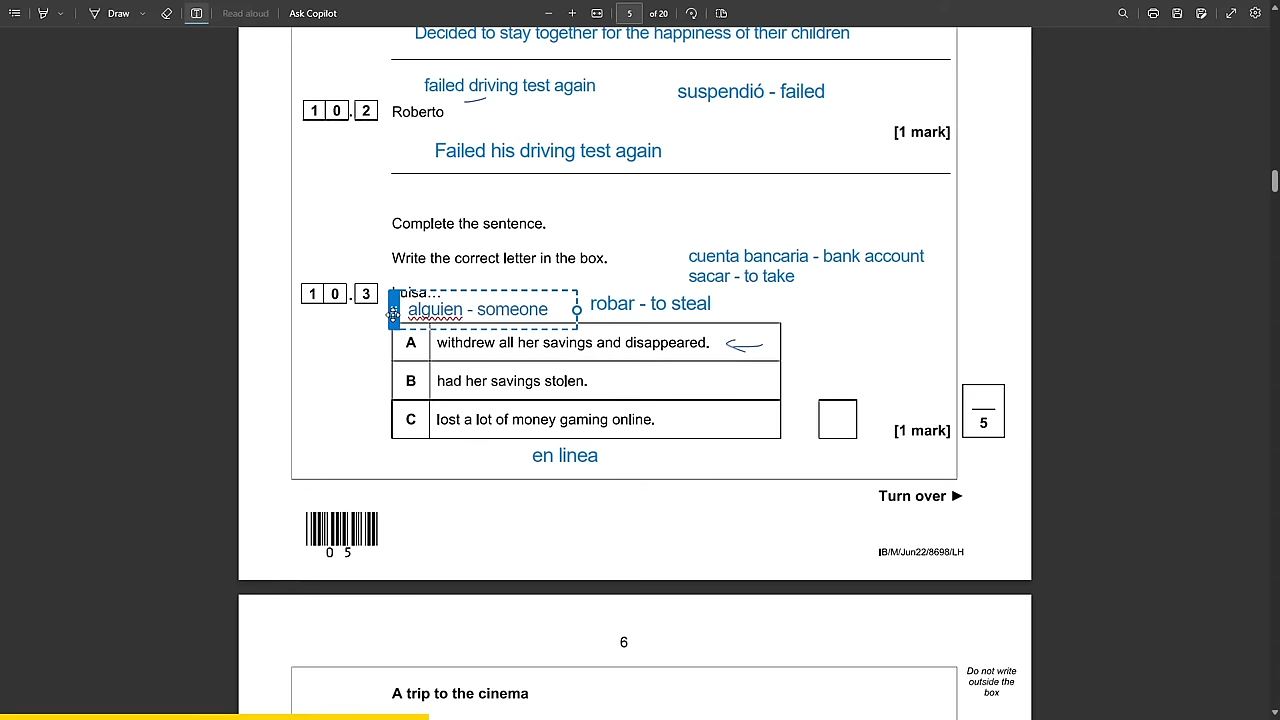 Read aloud
Ask Copilot
Draw
5
of 20
Decided to stay together for the happiness of their children
failed driving test again
suspendió - failed
1 0 . 2
Roberto
[1 mark]
Failed his driving test again
Complete the sentence.
Write the correct letter in the box.
cuenta bancaria - bank account
sacar - to take
1 0 . 3
Luisa…
alguien - someone
robar - to steal
A withdrew all her savings and disappeared.
B had her savings stolen.
C lost a lot of money gaming online.
[1 mark]
5
en linea
Turn over ►
0 5
IB/M/Jun22/8698/LH
6
Do not write
outside the
box
A trip to the cinema